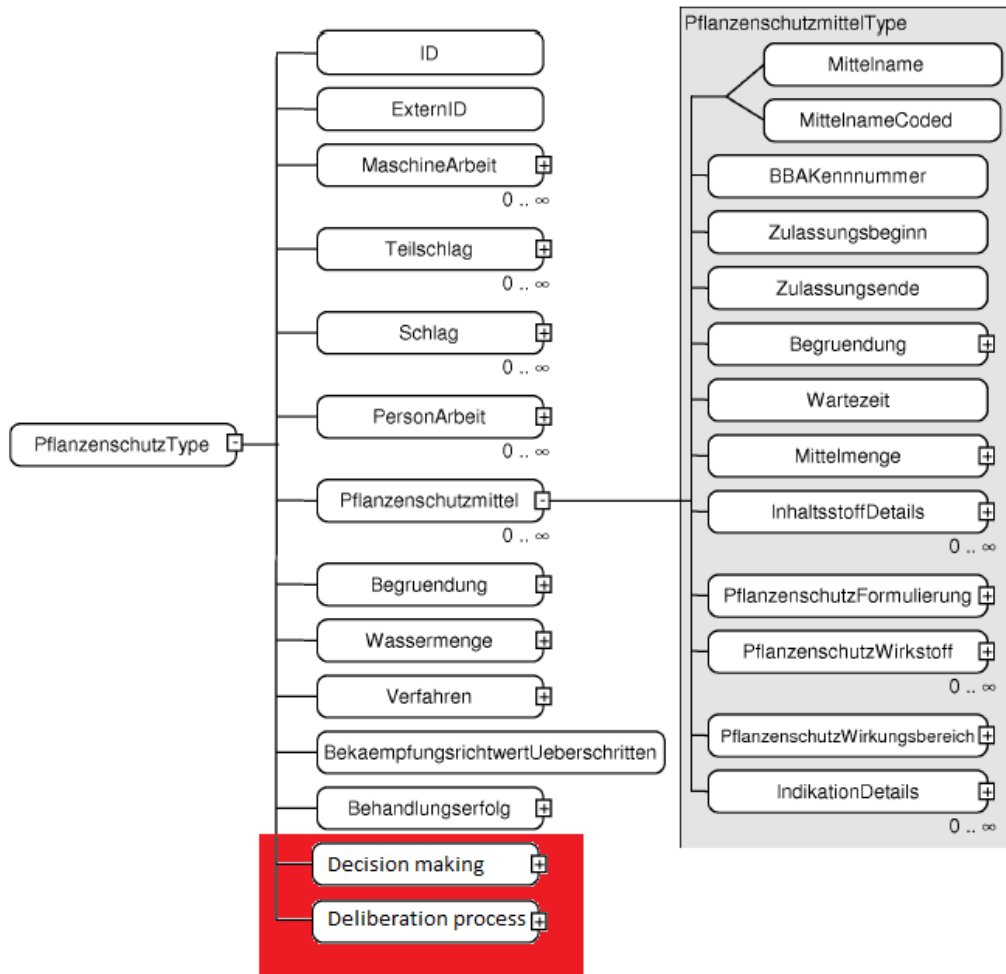 PflanzenschutzType
ID
ExternID
MaschineArbeit
0 .. ∞
Teilschlag
0 .. ∞
Schlag
0 .. ∞
PersonArbeit
0 .. ∞
Pflanzenschutzmittel
0 .. ∞
Begruendung
Wassermenge
Verfahren
BekaempfungsrichtwertUeberschritten
Behandlungserfolg
Decision making
Deliberation process
PflanzenschutzmittelType
Mittelname
MittelnameCoded
BBAKennnummer
Zulassungsbeginn
Zulassungsende
Begruendung
Wartezeit
Mittelmenge
InhaltsstoffDetails
0 .. ∞
PflanzenschutzFormulierung
PflanzenschutzWirkstoff
0 .. ∞
PflanzenschutzWirkungsbereich
IndikationDetails
0 .. ∞